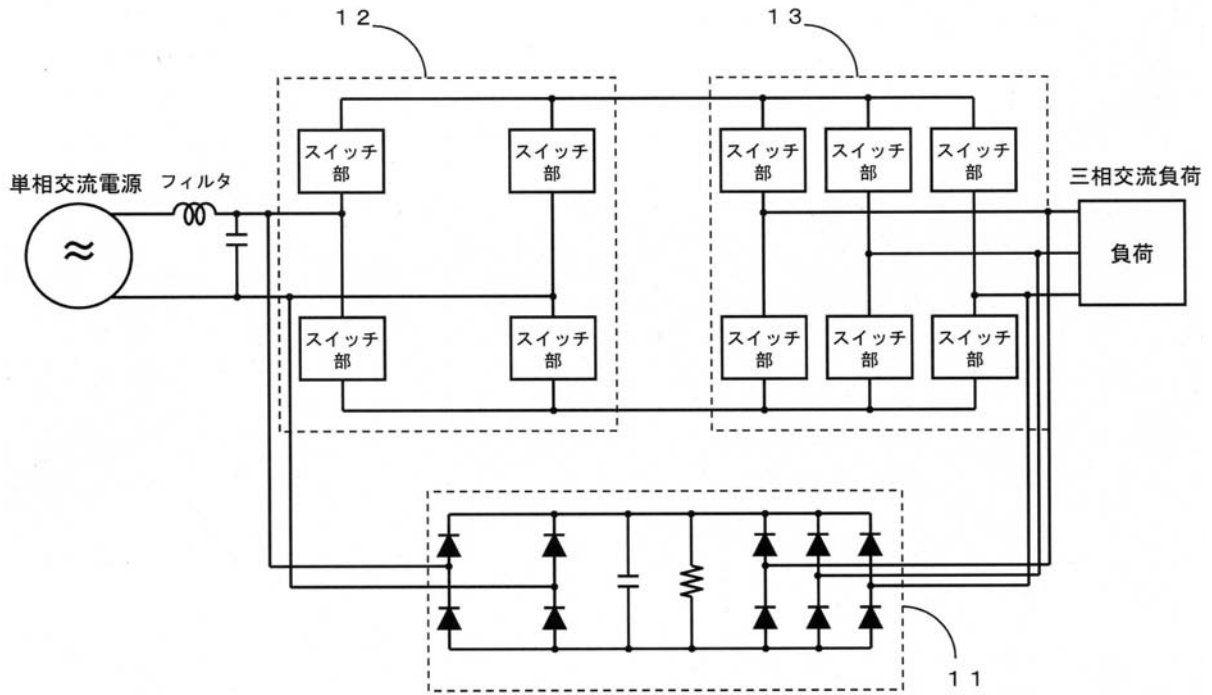 １２
１３
スイッチ
部
スイッチ
部
スイッチ
部
スイッチ
部
スイッチ
部
単相交流電源
フィルタ
三相交流負荷
≈
負荷
スイッチ
部
スイッチ
部
スイッチ
部
スイッチ
部
スイッチ
部
１１